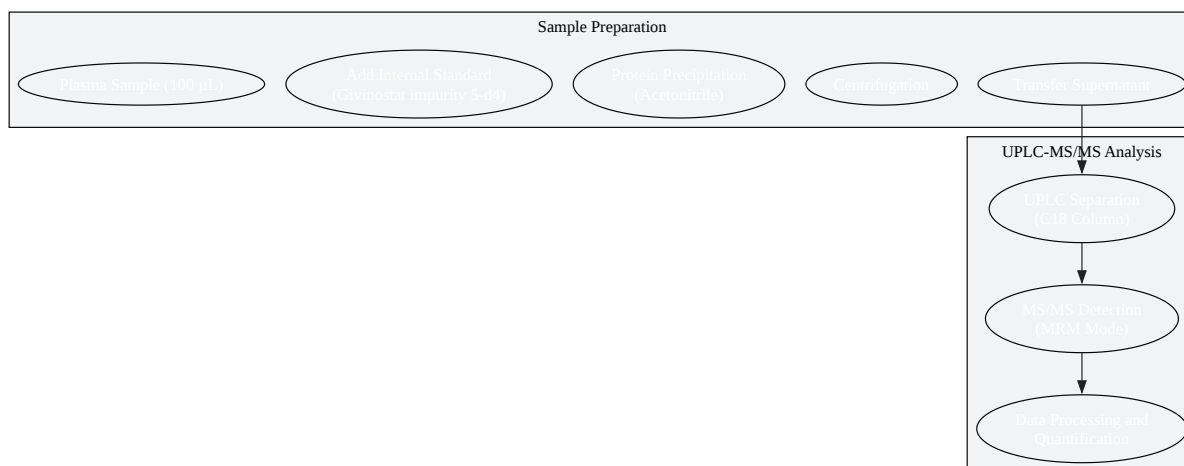 Sample Preparation
Plasma Sample (100 µL)
Add Internal Standard
(Givinostat impurity 5-d4)
Protein Precipitation
(Acetonitrile)
Centrifugation
Transfer Supernatant
UPLC-MS/MS Analysis
UPLC Separation
(C18 Column)
MS/MS Detection
(MRM Mode)
Data Processing and
Quantification